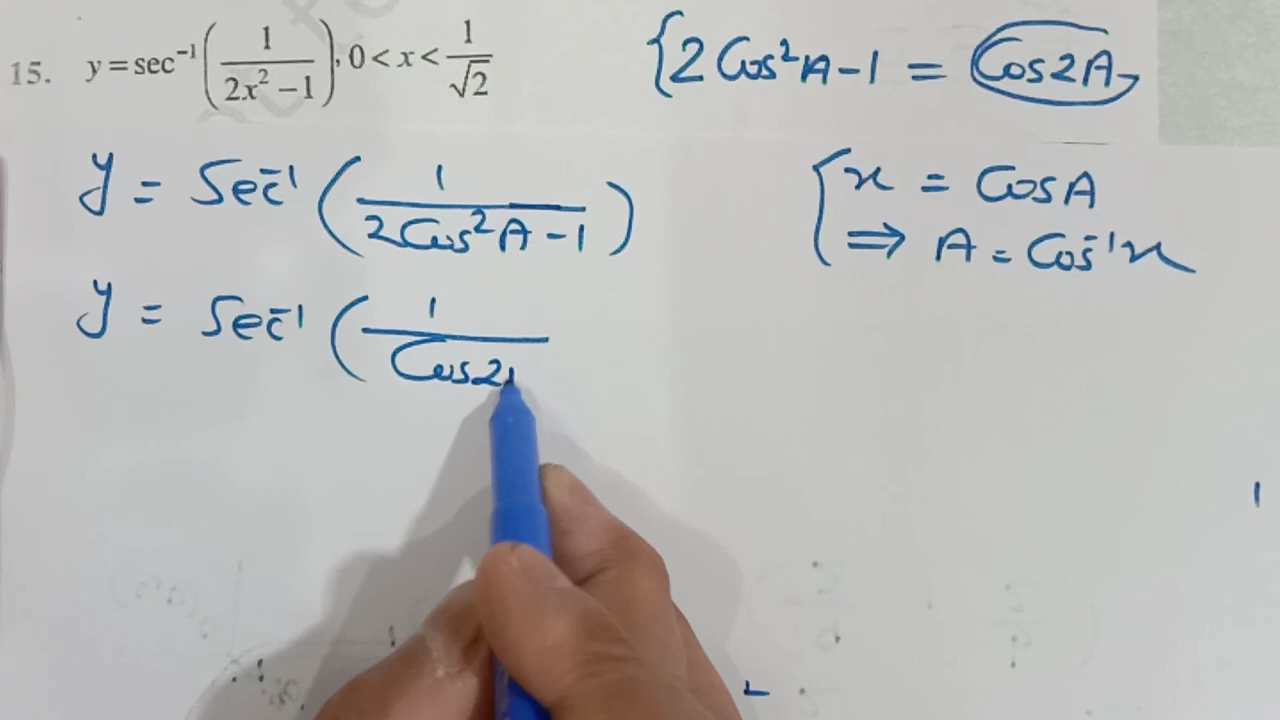 15. y = sec⁻¹(1/(2x² − 1)), 0 < x < 1/√2
{2 Cos²A − 1 = Cos2A,
y = Sec⁻¹(1/(2Cos²A − 1))
{x = CosA
⇒ A = Cos⁻¹x
y = Sec⁻¹(1/Cos2